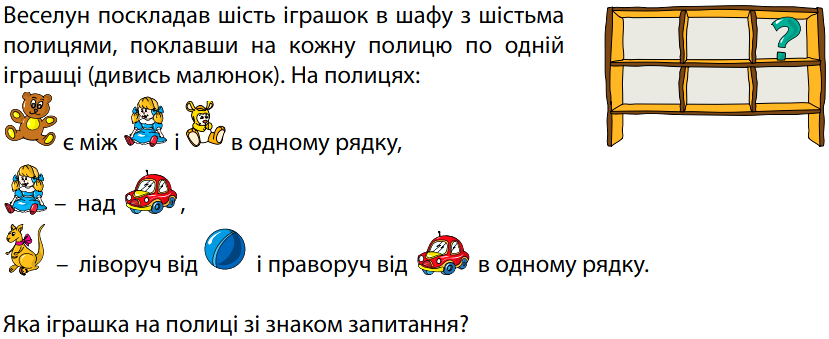 Веселун поскладав шість іграшок в шафу з шістьма
полицями, поклавши на кожну полицю по одній
іграшці (дивись малюнок). На полицях:
?
є між і в одному рядку,
– над ,
– ліворуч від і праворуч від в одному рядку.
Яка іграшка на полиці зі знаком запитання?